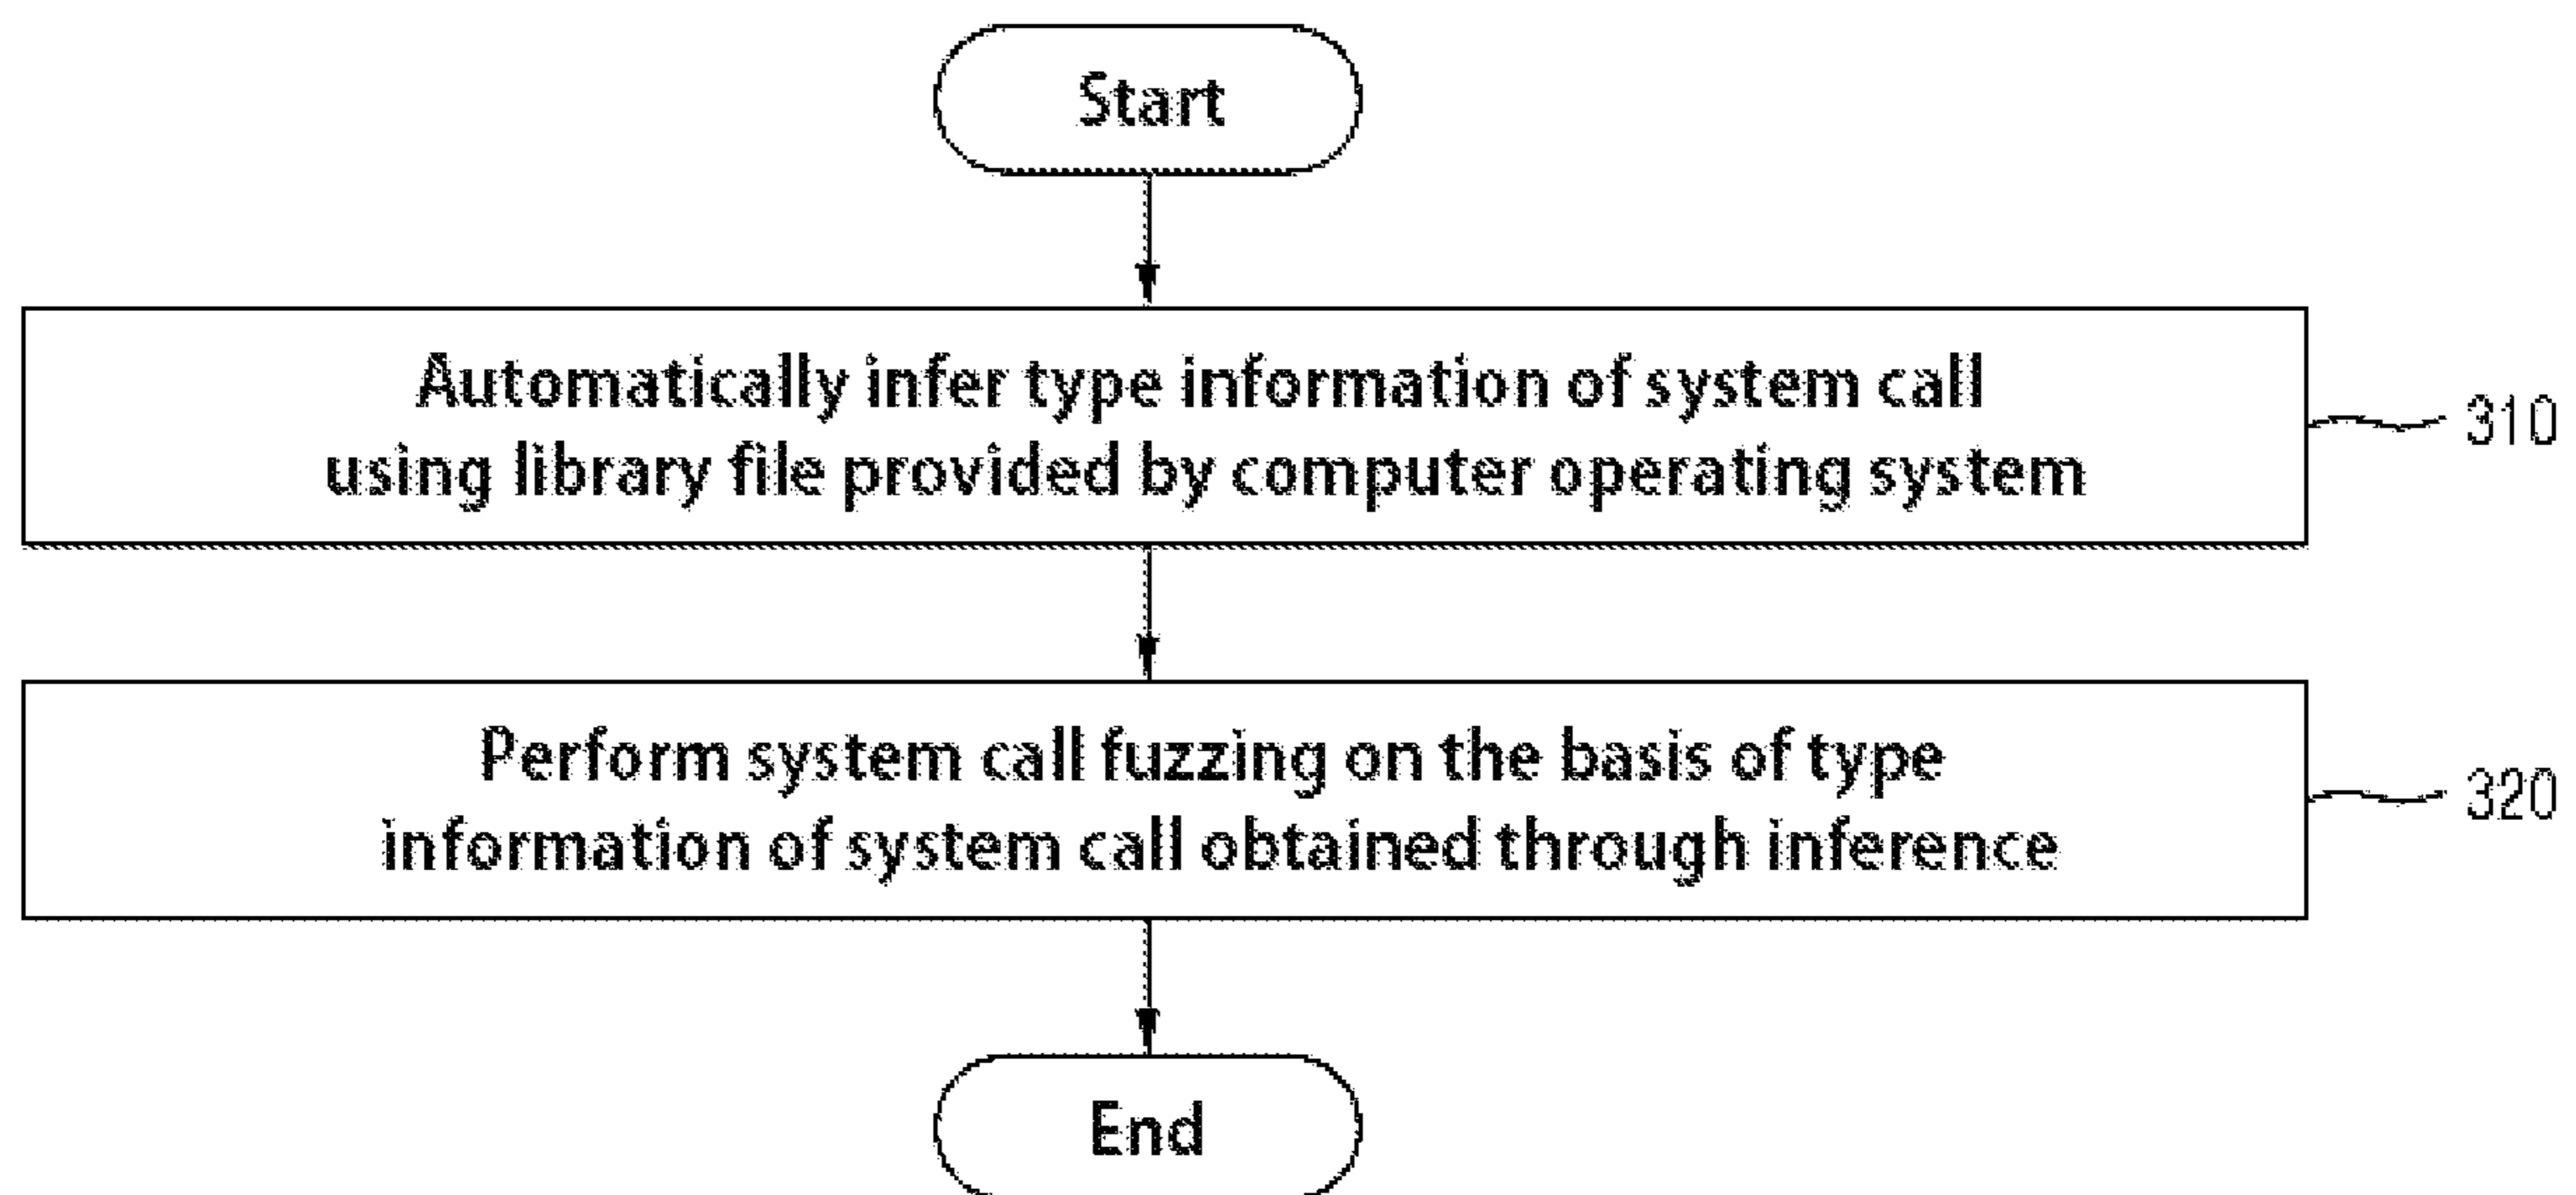 Start
Automatically infer type information of system call
using library file provided by computer operating system
310
Perform system call fuzzing on the basis of type
information of system call obtained through inference
320
End